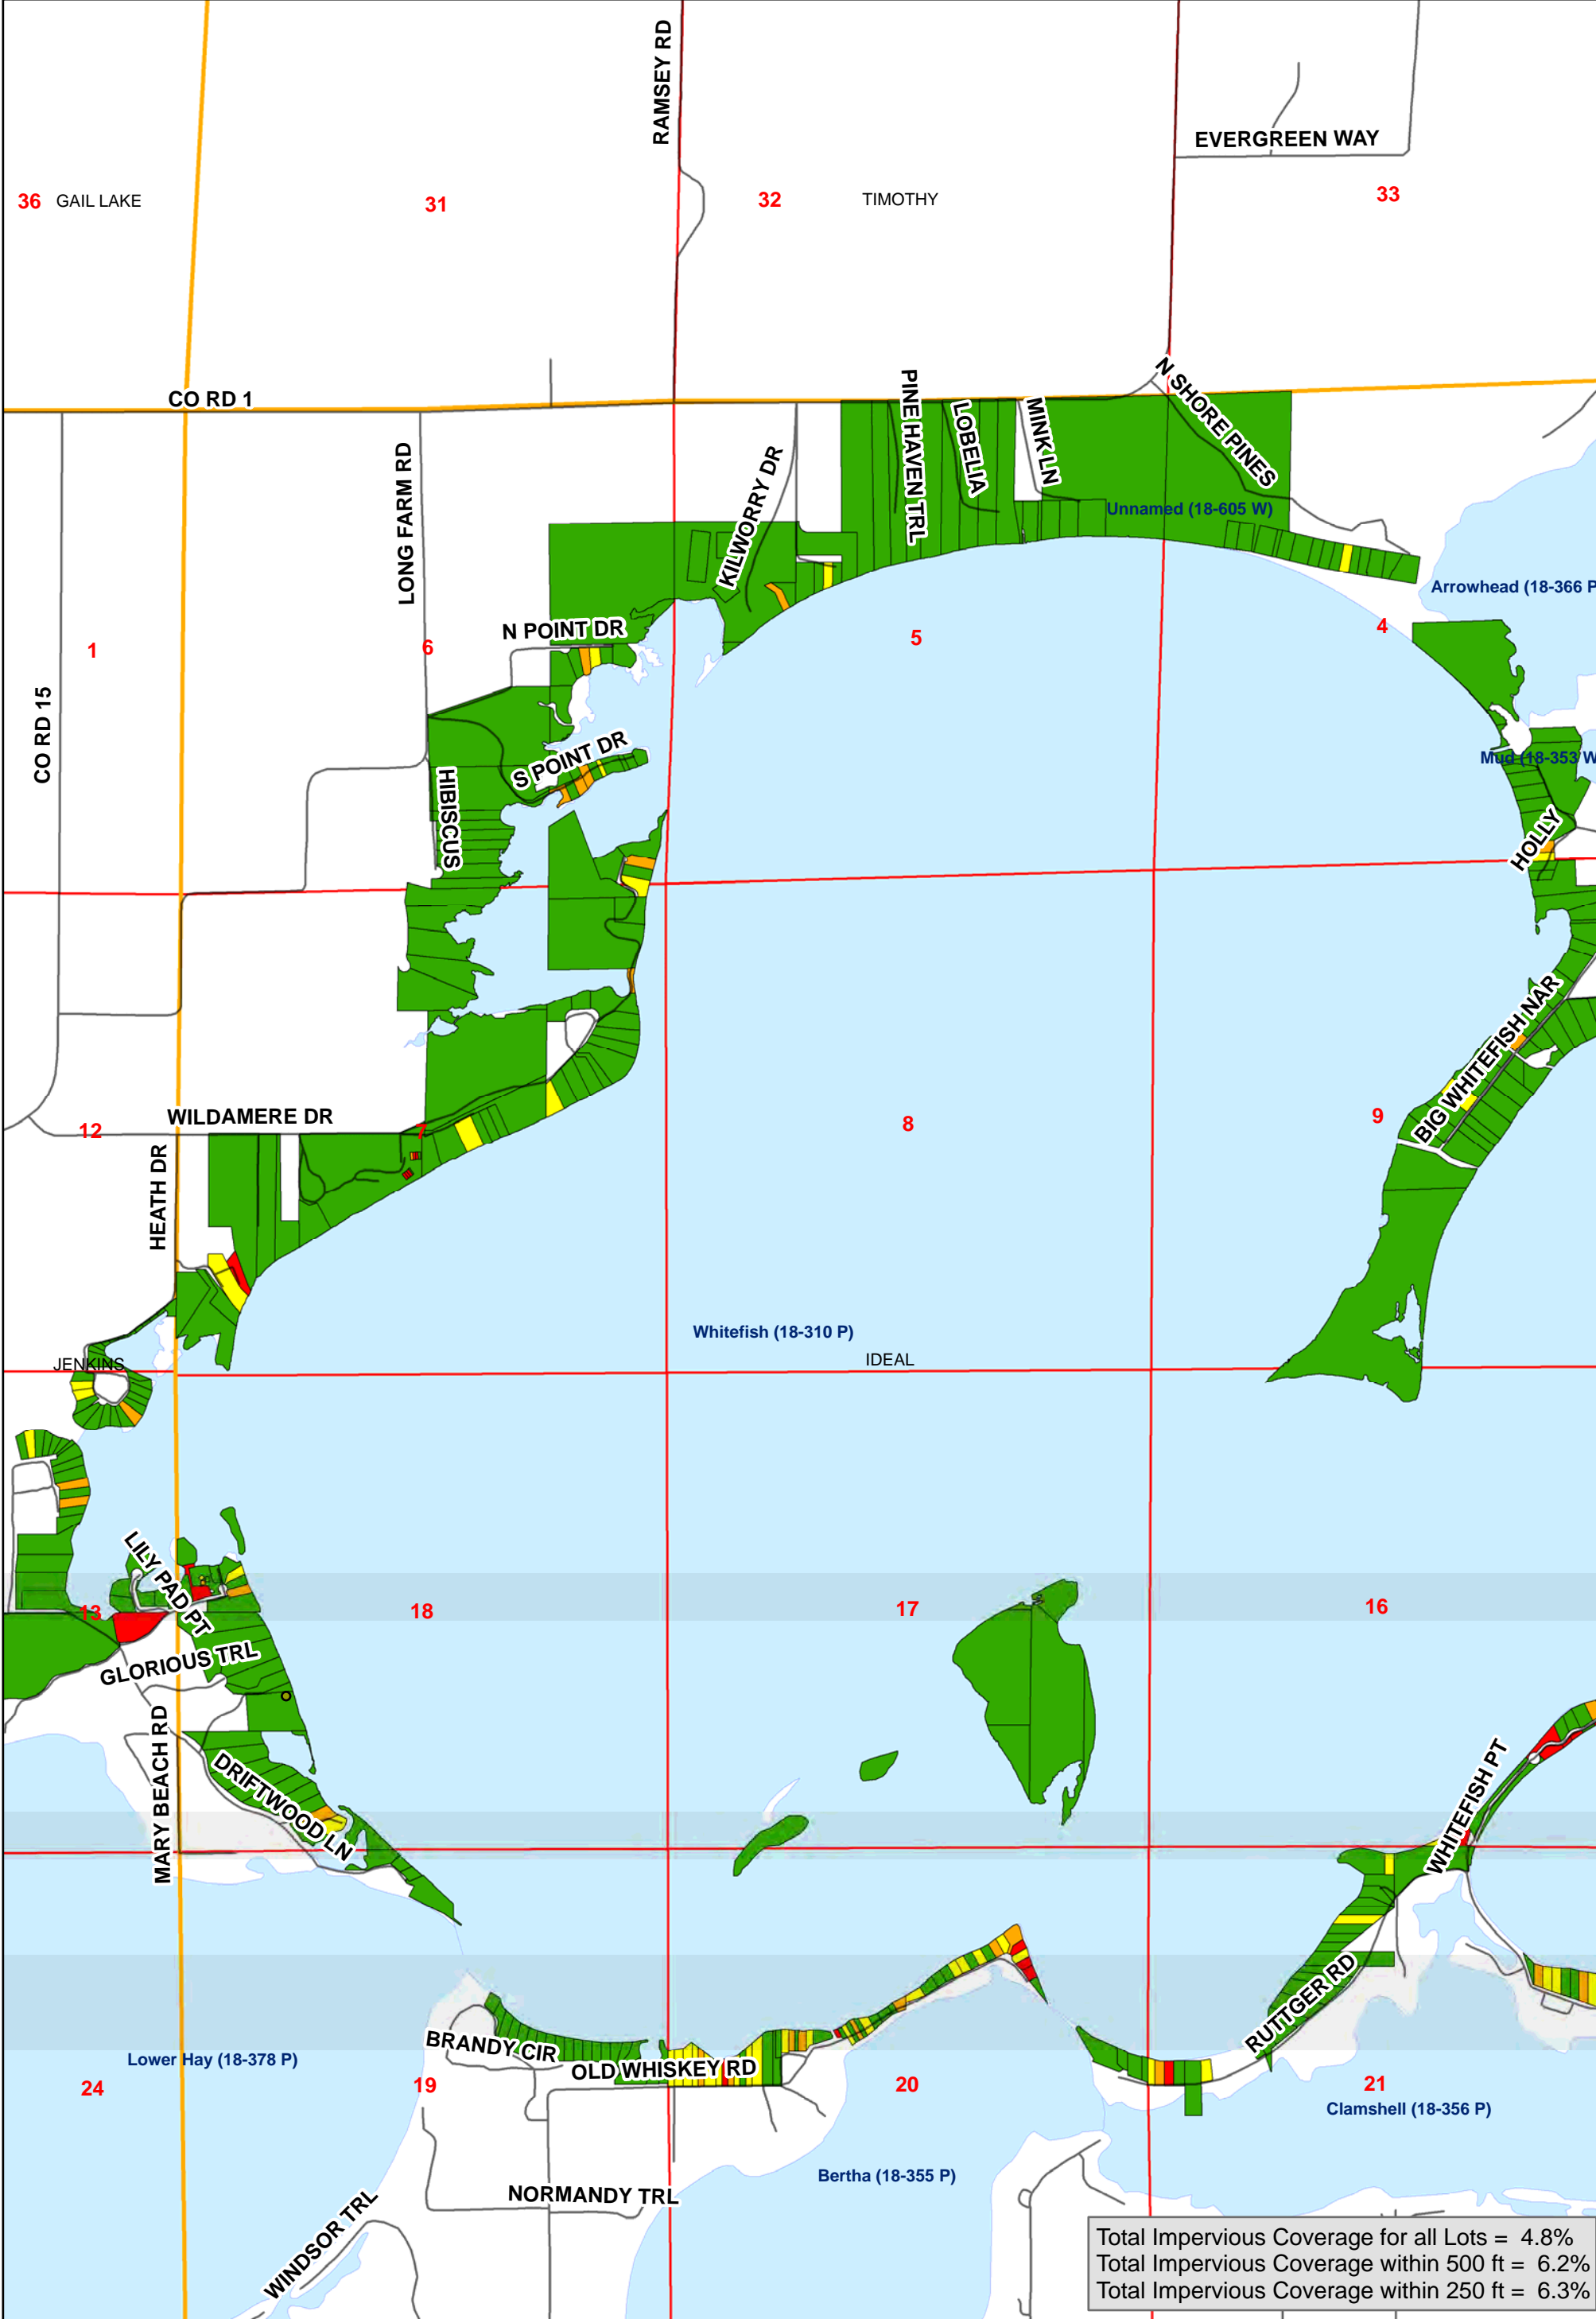 RAMSEY RD
EVERGREEN WAY
36 GAIL LAKE
31
32
TIMOTHY
33
CO RD 1
N SHORE PINES
PINE HAVEN TRL
LOBELIA
MINK LN
LONG FARM RD
KILWORRY DR
Unnamed (18-605 W)
Arrowhead (18-366 P
N POINT DR
1
6
5
4
CO RD 15
S POINT DR
Mud (18-353 W
HIBISCUS
HOLLY
BIG WHITEFISH NAR
WILDAMERE DR
12
7
8
9
HEATH DR
Whitefish (18-310 P)
JENKINS
IDEAL
LILY PAD PT
13
18
17
16
GLORIOUS TRL
MARY BEACH RD
DRIFTWOOD LN
WHITEFISH PT
RUTTGER RD
BRANDY CIR
OLD WHISKEY RD
Lower Hay (18-378 P)
24
19
20
21
Clamshell (18-356 P)
Bertha (18-355 P)
NORMANDY TRL
WINDSOR TRL
Total Impervious Coverage for all Lots = 4.8%
Total Impervious Coverage within 500 ft = 6.2%
Total Impervious Coverage within 250 ft = 6.3%